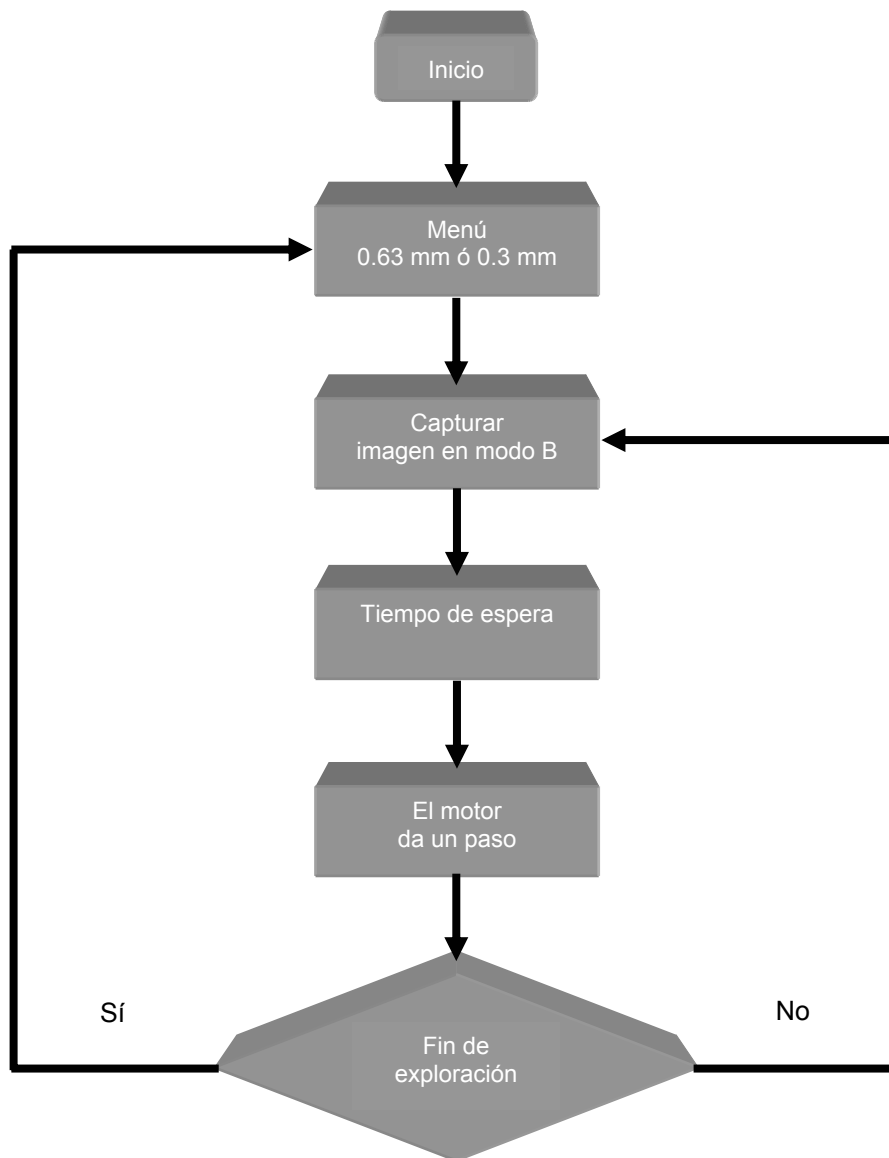 Inicio
Menú
0.63 mm ó 0.3 mm
Capturar
imagen en modo B
Tiempo de espera
El motor
da un paso
Sí
No
Fin de
exploración